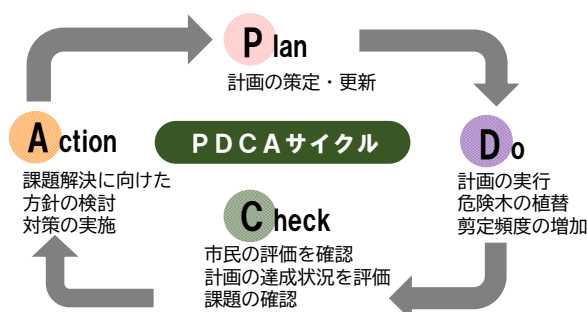 Plan
計画の策定・更新
Action
課題解決に向けた
方針の検討
対策の実施
PDCAサイクル
Do
計画の実行
危険木の植替
剪定頻度の増加
Check
市民の評価を確認
計画の達成状況を評価
課題の確認